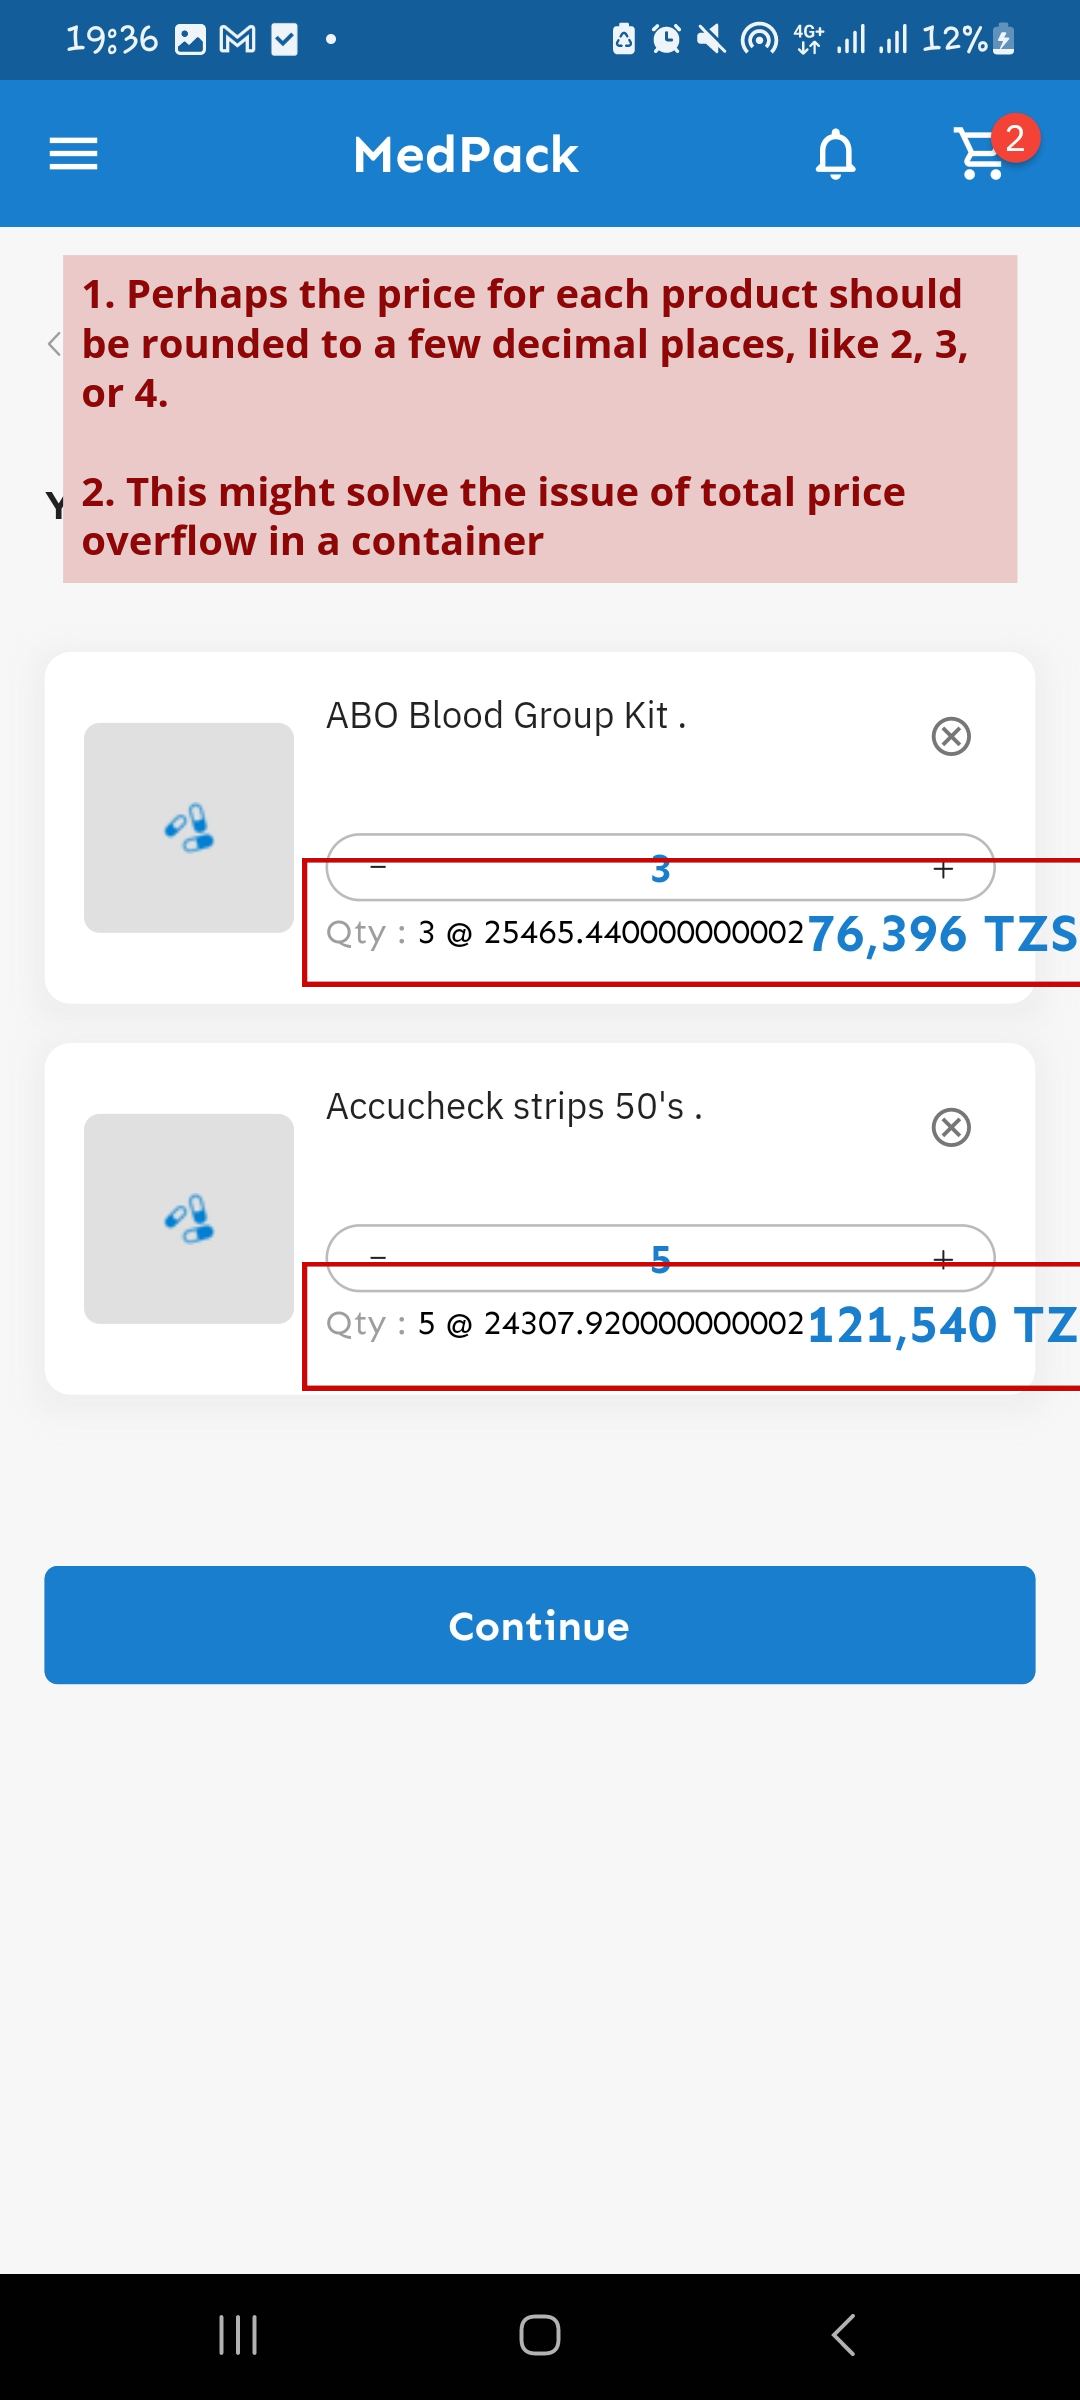 19:36 4G+ 12%
MedPack 2
1. Perhaps the price for each product should
be rounded to a few decimal places, like 2, 3,
or 4.
Y
2. This might solve the issue of total price
overflow in a container
ABO Blood Group Kit .
− 3 +
Qty : 3 @ 25465.440000000002 76,396 TZS
Accucheck strips 50's .
− 5 +
Qty : 5 @ 24307.920000000002 121,540 TZ
Continue